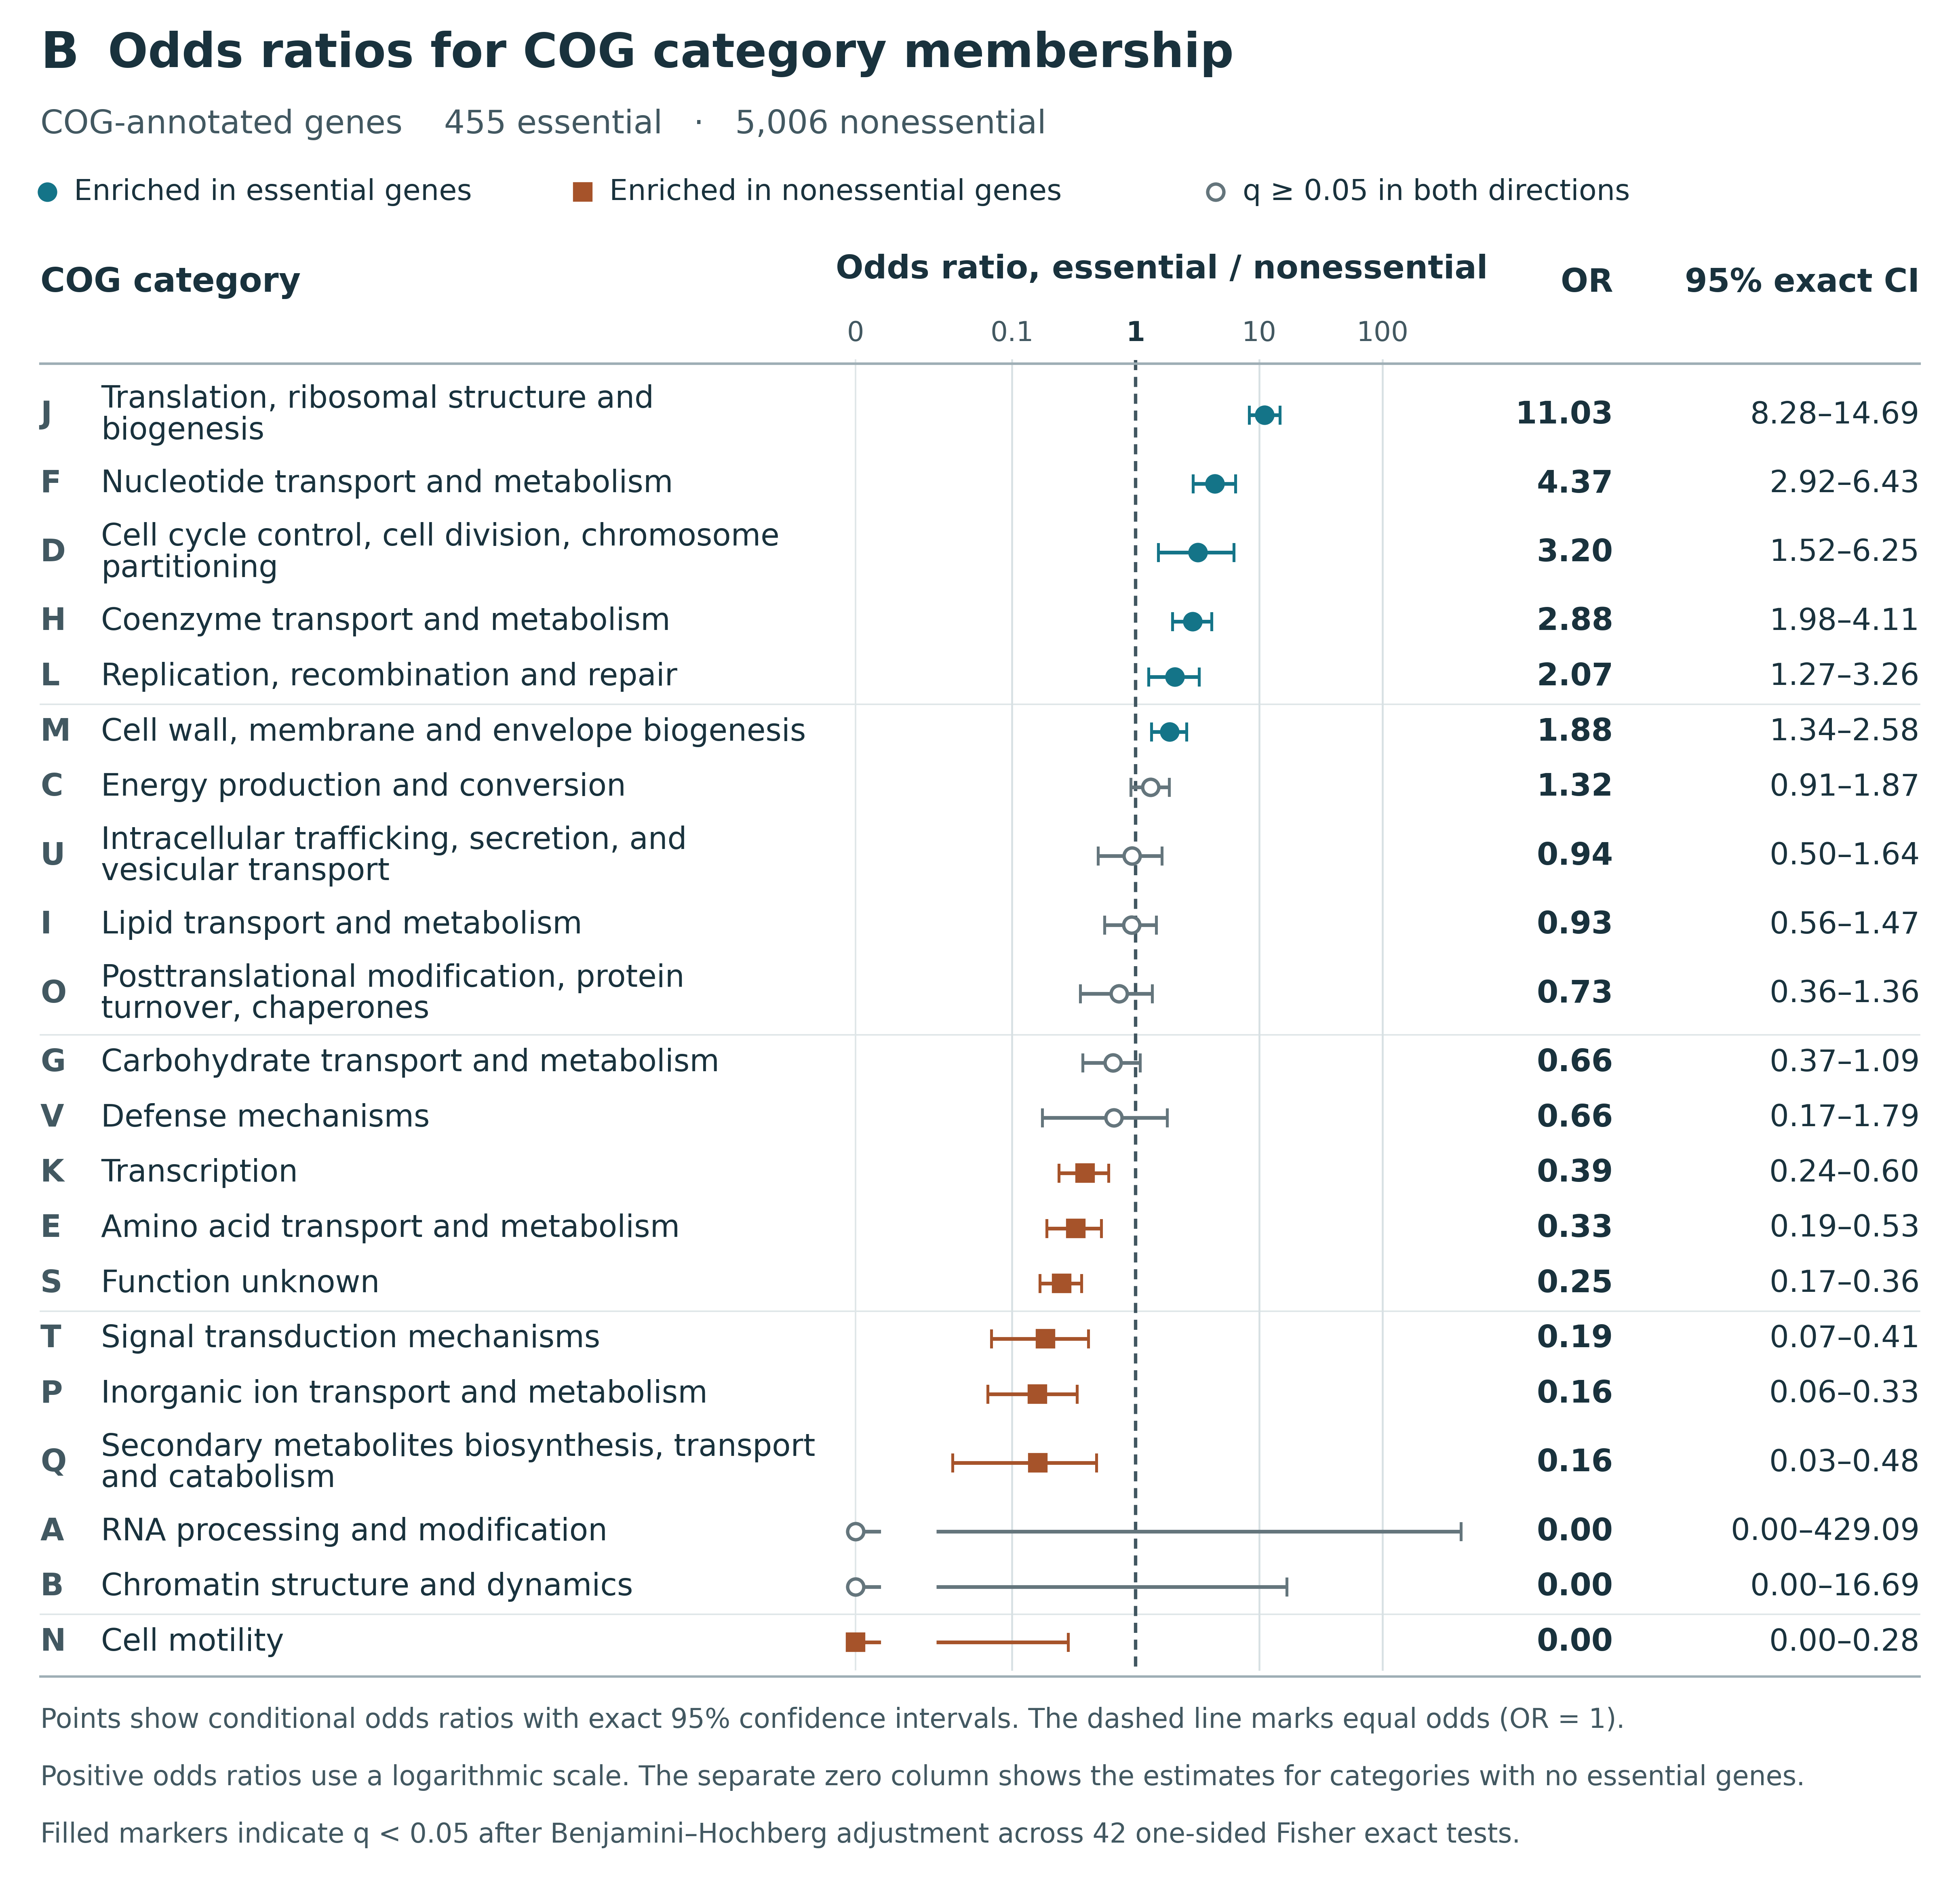 B Odds ratios for COG category membership
COG-annotated genes 455 essential · 5,006 nonessential
Enriched in essential genes Enriched in nonessential genes q ≥ 0.05 in both directions
COG category Odds ratio, essential / nonessential OR 95% exact CI
0 0.1 1 10 100
J Translation, ribosomal structure and
biogenesis 11.03 8.28–14.69
F Nucleotide transport and metabolism 4.37 2.92–6.43
D Cell cycle control, cell division, chromosome
partitioning 3.20 1.52–6.25
H Coenzyme transport and metabolism 2.88 1.98–4.11
L Replication, recombination and repair 2.07 1.27–3.26
M Cell wall, membrane and envelope biogenesis 1.88 1.34–2.58
C Energy production and conversion 1.32 0.91–1.87
U Intracellular trafficking, secretion, and
vesicular transport 0.94 0.50–1.64
I Lipid transport and metabolism 0.93 0.56–1.47
O Posttranslational modification, protein
turnover, chaperones 0.73 0.36–1.36
G Carbohydrate transport and metabolism 0.66 0.37–1.09
V Defense mechanisms 0.66 0.17–1.79
K Transcription 0.39 0.24–0.60
E Amino acid transport and metabolism 0.33 0.19–0.53
S Function unknown 0.25 0.17–0.36
T Signal transduction mechanisms 0.19 0.07–0.41
P Inorganic ion transport and metabolism 0.16 0.06–0.33
Q Secondary metabolites biosynthesis, transport
and catabolism 0.16 0.03–0.48
A RNA processing and modification 0.00 0.00–429.09
B Chromatin structure and dynamics 0.00 0.00–16.69
N Cell motility 0.00 0.00–0.28
Points show conditional odds ratios with exact 95% confidence intervals. The dashed line marks equal odds (OR = 1).
Positive odds ratios use a logarithmic scale. The separate zero column shows the estimates for categories with no essential genes.
Filled markers indicate q < 0.05 after Benjamini–Hochberg adjustment across 42 one-sided Fisher exact tests.